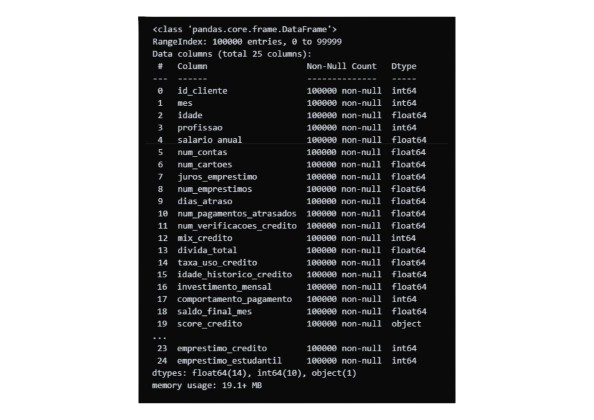 <class 'pandas.core.frame.DataFrame'>
RangeIndex: 100000 entries, 0 to 99999
Data columns (total 25 columns):
 #   Column                    Non-Null Count   Dtype
---  ------                    --------------   -----
 0   id_cliente                100000 non-null  int64
 1   mes                       100000 non-null  int64
 2   idade                     100000 non-null  float64
 3   profissao                 100000 non-null  int64
 4   salario_anual             100000 non-null  float64
 5   num_contas                100000 non-null  float64
 6   num_cartoes               100000 non-null  float64
 7   juros_emprestimo          100000 non-null  float64
 8   num_emprestimos           100000 non-null  float64
 9   dias_atraso               100000 non-null  float64
 10  num_pagamentos_atrasados  100000 non-null  float64
 11  num_verificacoes_credito  100000 non-null  float64
 12  mix_credito               100000 non-null  int64
 13  divida_total              100000 non-null  float64
 14  taxa_uso_credito          100000 non-null  float64
 15  idade_historico_credito   100000 non-null  float64
 16  investimento_mensal       100000 non-null  float64
 17  comportamento_pagamento   100000 non-null  int64
 18  saldo_final_mes           100000 non-null  float64
 19  score_credito             100000 non-null  object
...
 23  emprestimo_credito        100000 non-null  int64
 24  emprestimo_estudantil     100000 non-null  int64
dtypes: float64(14), int64(10), object(1)
memory usage: 19.1+ MB